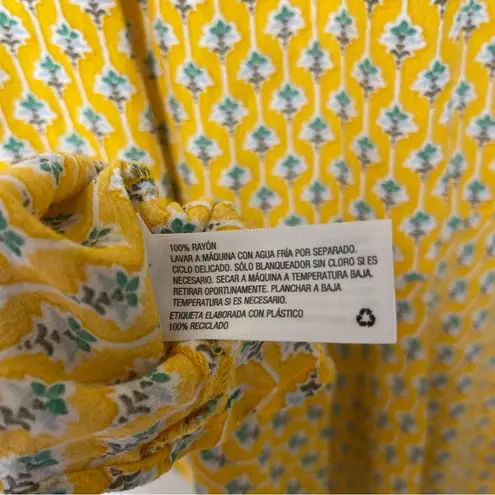 100% RAYÓN
LAVAR A MÁQUINA CON AGUA FRÍA POR SEPARADO.
CICLO DELICADO. SÓLO BLANQUEADOR SIN CLORO SI ES
NECESARIO. SECAR A MÁQUINA A TEMPERATURA BAJA.
RETIRAR OPORTUNAMENTE. PLANCHAR A BAJA
TEMPERATURA SI ES NECESARIO.
ETIQUETA ELABORADA CON PLÁSTICO
100% RECICLADO